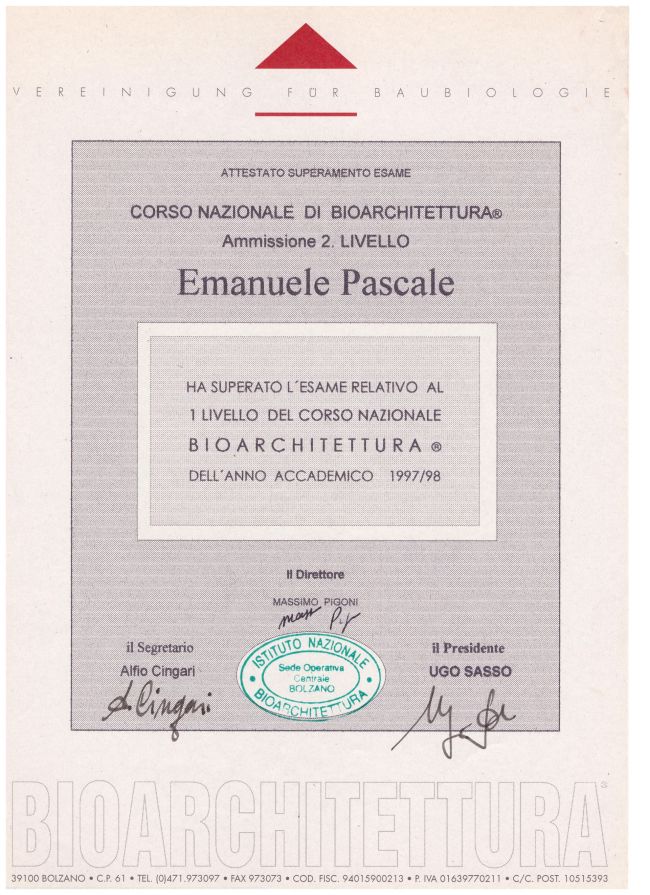 VEREINIGUNG FÜR BAUBIOLOGIE
ATTESTATO SUPERAMENTO ESAME
CORSO NAZIONALE DI BIOARCHITETTURA®
Ammissione 2. LIVELLO
Emanuele Pascale
HA SUPERATO L´ESAME RELATIVO AL
1 LIVELLO DEL CORSO NAZIONALE
BIOARCHITETTURA ®
DELL´ANNO ACCADEMICO 1997/98
Il Direttore
MASSIMO PIGONI
il Segretario
Alfio Cingari
A. Cingari
ISTITUTO NAZIONALE
Sede Operativa
Centrale
BOLZANO
BIOARCHITETTURA
il Presidente
UGO SASSO
BIOARCHITETTURA
39100 BOLZANO • C.P. 61 • TEL. (0)471.973097 • FAX 973073 • COD. FISC. 94015900213 • P. IVA 01639770211 • C/C. POST. 10515393